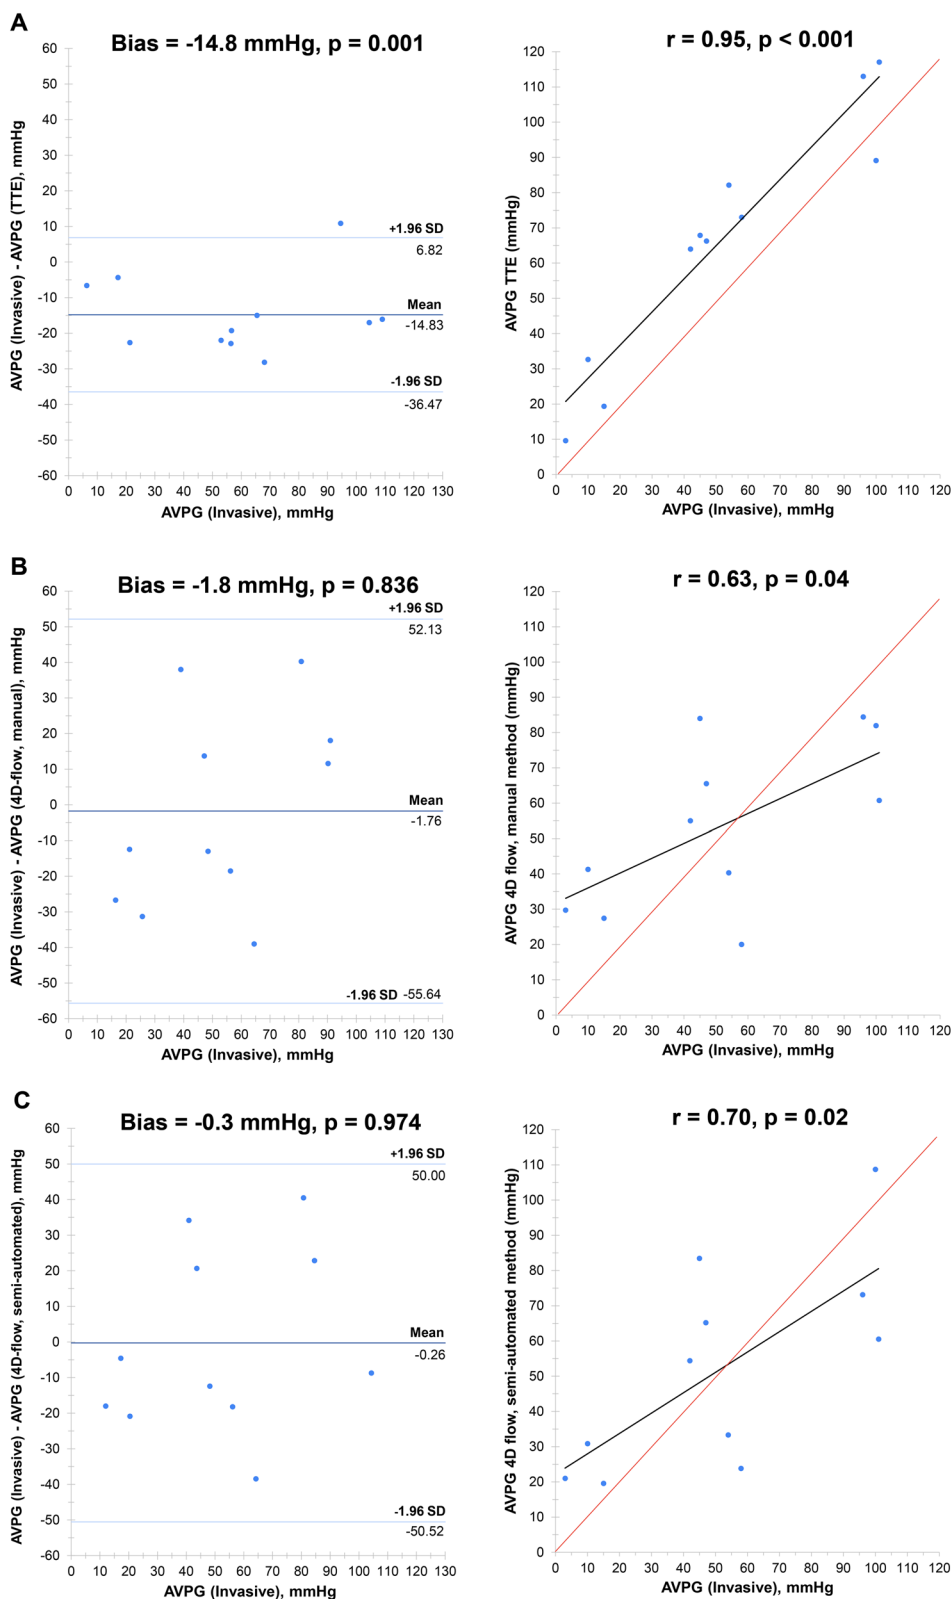 A
Bias = -14.8 mmHg, p = 0.001
AVPG (Invasive) - AVPG (TTE), mmHg
60
50
40
30
20
10
0
-10
-20
-30
-40
-50
-60
+1.96 SD
6.82
Mean
-14.83
-1.96 SD
-36.47
0 10 20 30 40 50 60 70 80 90 100 110 120 130
AVPG (Invasive), mmHg
r = 0.95, p < 0.001
AVPG TTE (mmHg)
120
110
100
90
80
70
60
50
40
30
20
10
0
0 10 20 30 40 50 60 70 80 90 100 110 120
AVPG (Invasive), mmHg
B
Bias = -1.8 mmHg, p = 0.836
AVPG (Invasive) - AVPG (4D-flow, manual), mmHg
60
50
40
30
20
10
0
-10
-20
-30
-40
-50
-60
+1.96 SD
52.13
Mean
-1.76
-1.96 SD -55.64
0 10 20 30 40 50 60 70 80 90 100 110 120 130
AVPG (Invasive), mmHg
r = 0.63, p = 0.04
AVPG 4D flow, manual method (mmHg)
120
110
100
90
80
70
60
50
40
30
20
10
0
0 10 20 30 40 50 60 70 80 90 100 110 120
AVPG (Invasive), mmHg
C
Bias = -0.3 mmHg, p = 0.974
AVPG (Invasive) - AVPG (4D-flow, semi-automated), mmHg
60
50
40
30
20
10
0
-10
-20
-30
-40
-50
-60
+1.96 SD
50.00
Mean
-0.26
-1.96 SD
-50.52
0 10 20 30 40 50 60 70 80 90 100 110 120 130
AVPG (Invasive), mmHg
r = 0.70, p = 0.02
AVPG 4D flow, semi-automated method (mmHg)
120
110
100
90
80
70
60
50
40
30
20
10
0
0 10 20 30 40 50 60 70 80 90 100 110 120
AVPG (Invasive), mmHg